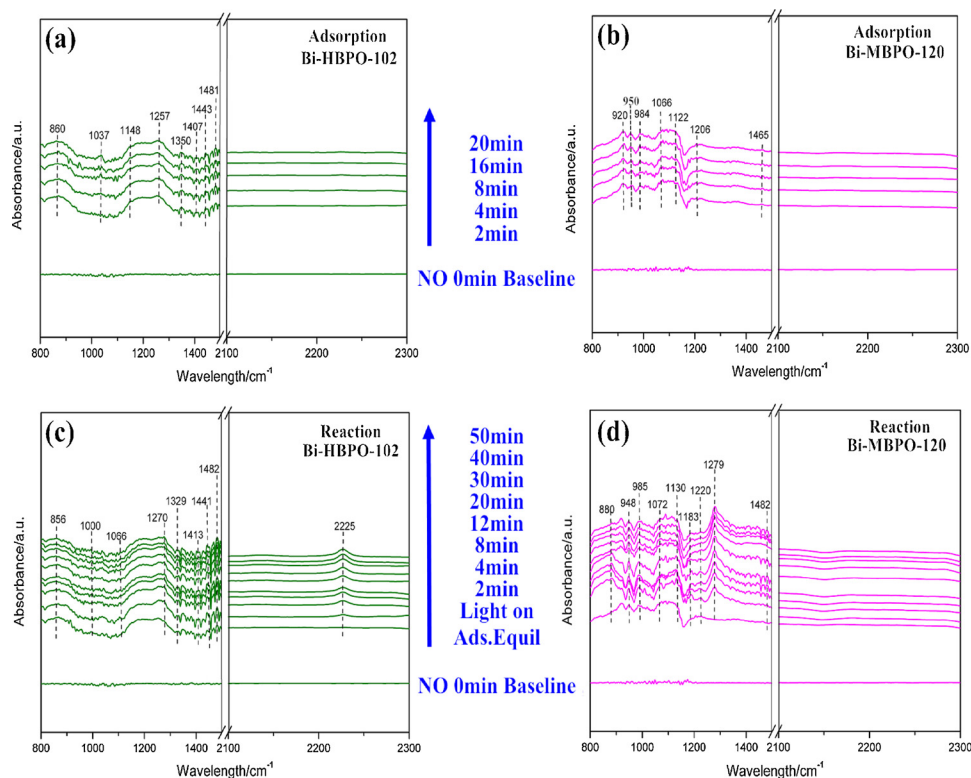 (a)
Adsorption
Bi-HBPO-102
860
1037
1148
1257
1350
1407
1443
1481
Absorbance/a.u.
800
1000
1200
1400
2100
2200
2300
Wavelength/cm-1
20min
16min
8min
4min
2min
NO 0min Baseline
(b)
Adsorption
Bi-MBPO-120
920
950
984
1066
1122
1206
1465
Absorbance/a.u.
800
1000
1200
1400
2100
2200
2300
Wavelength/cm-1
(c)
Reaction
Bi-HBPO-102
856
1000
1066
1270
1329
1413
1441
1482
2225
Absorbance/a.u.
800
1000
1200
1400
2100
2200
2300
Wavelength/cm-1
50min
40min
30min
20min
12min
8min
4min
2min
Light on
Ads.Equil
NO 0min Baseline
(d)
Reaction
Bi-MBPO-120
880
948
985
1072
1130
1183
1220
1279
1482
Absorbance/a.u.
800
1000
1200
1400
2100
2200
2300
Wavelength/cm-1